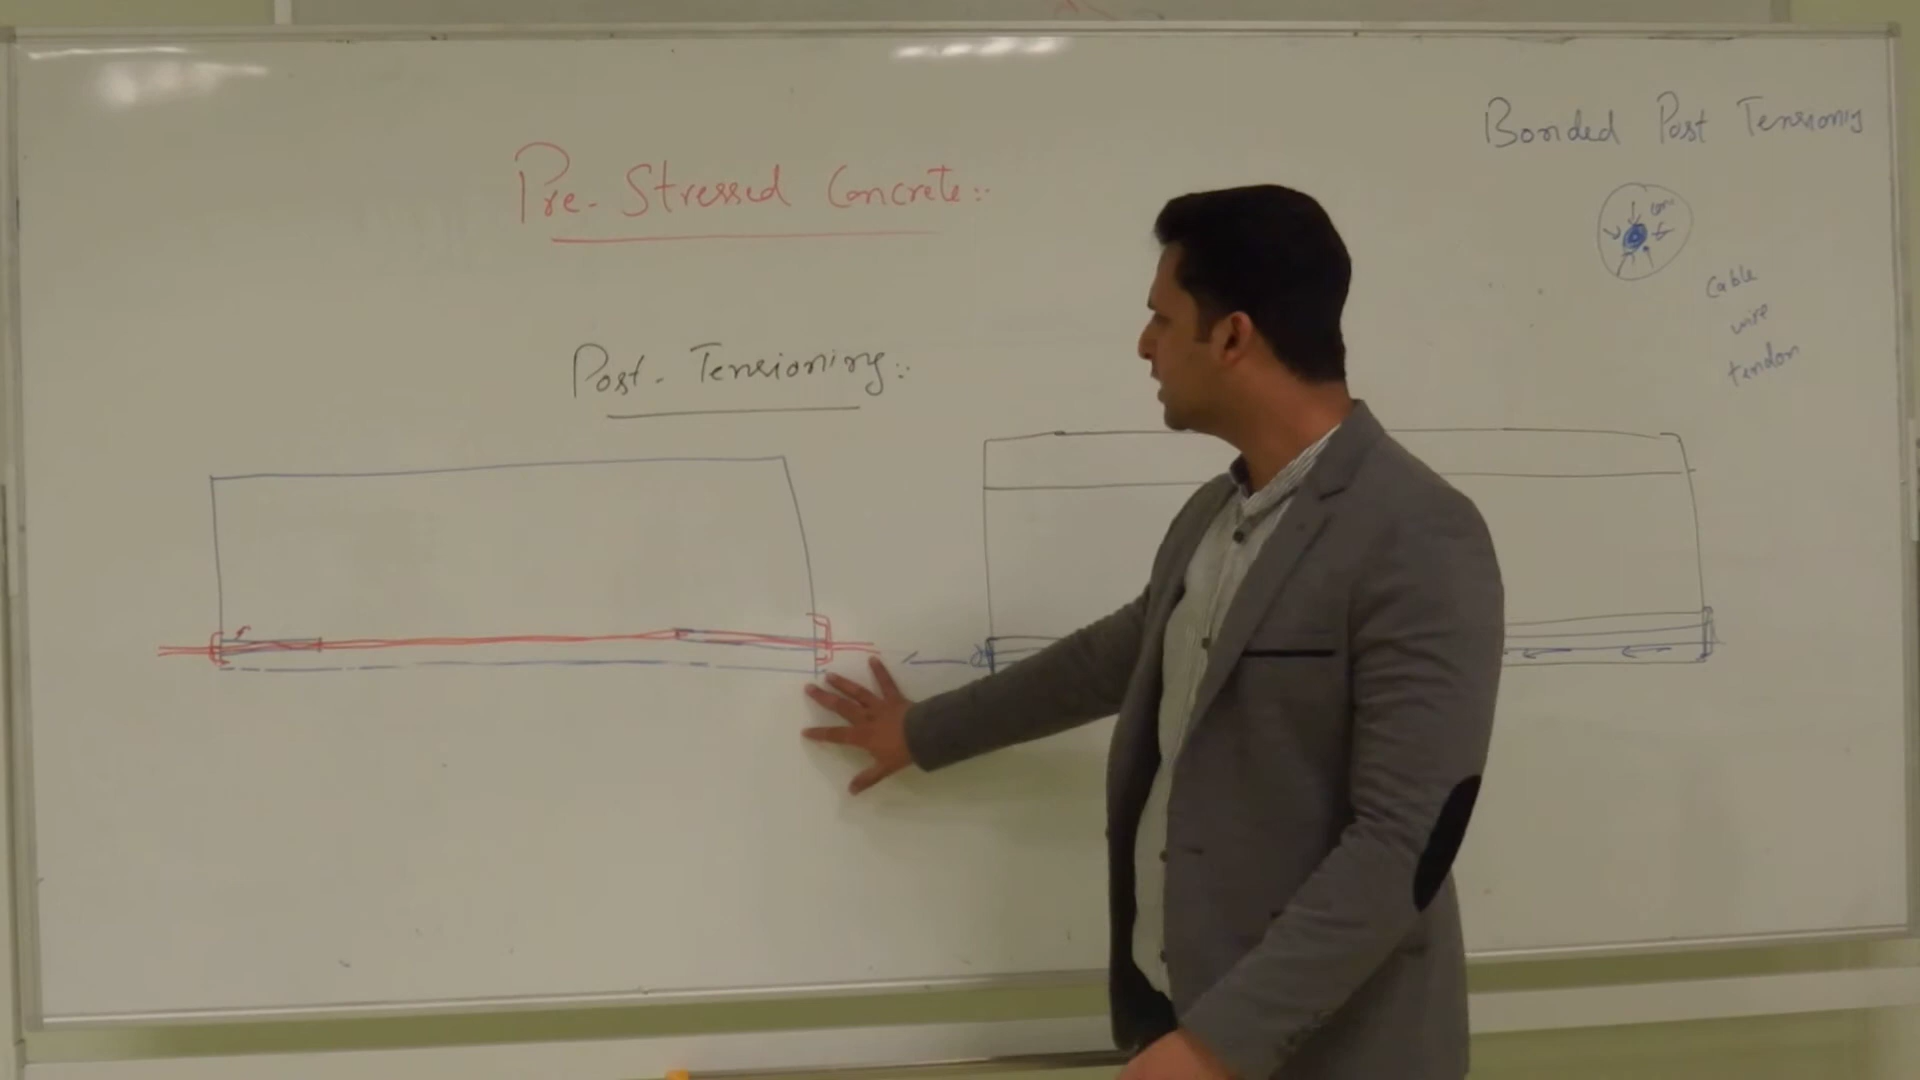 Pre-Stressed Concrete:-
Post-Tensioning:-
Bonded Post Tensioning
Cable
wire
tendon